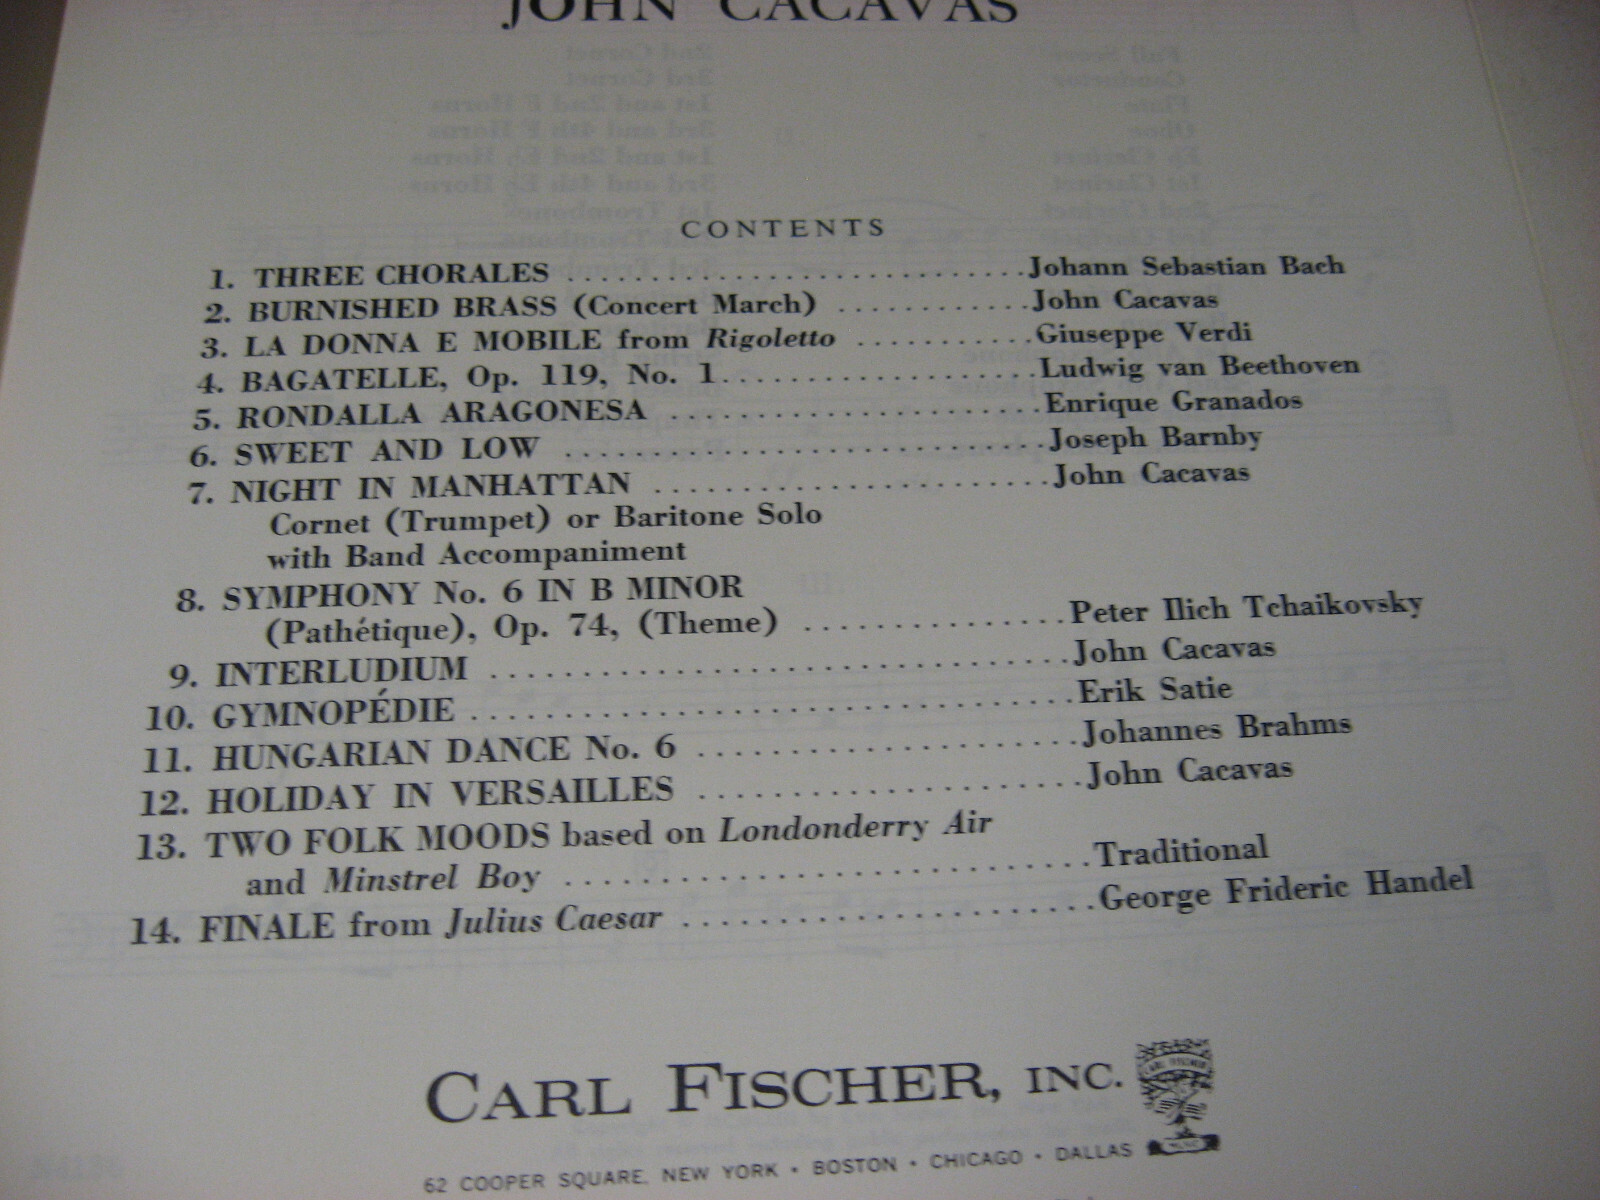 JOHN CACAVAS
CONTENTS
1. THREE CHORALES ........................ Johann Sebastian Bach
2. BURNISHED BRASS (Concert March) ............ John Cacavas
3. LA DONNA E MOBILE from Rigoletto ........... Giuseppe Verdi
4. BAGATELLE, Op. 119, No. 1.................... Ludwig van Beethoven
5. RONDALLA ARAGONESA ........................ Enrique Granados
6. SWEET AND LOW ............................. Joseph Barnby
7. NIGHT IN MANHATTAN ........................ John Cacavas
Cornet (Trumpet) or Baritone Solo
with Band Accompaniment
8. SYMPHONY No. 6 IN B MINOR
(Pathétique), Op. 74, (Theme) ............... Peter Ilich Tchaikovsky
9. INTERLUDIUM ................................ John Cacavas
10. GYMNOPÉDIE ................................. Erik Satie
11. HUNGARIAN DANCE No. 6 ..................... Johannes Brahms
12. HOLIDAY IN VERSAILLES ..................... John Cacavas
13. TWO FOLK MOODS based on Londonderry Air
and Minstrel Boy ............................. Traditional
14. FINALE from Julius Caesar ..................... George Frideric Handel
CARL FISCHER, INC.
62 COOPER SQUARE, NEW YORK • BOSTON • CHICAGO • DALLAS